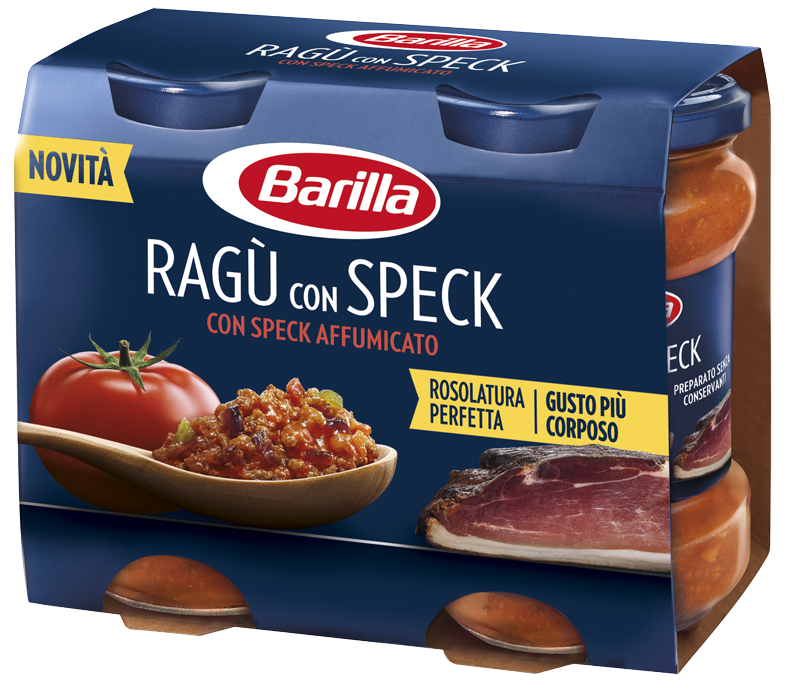 Barilla
RAGÙ CON SPECK
CON SPECK AFFUMICATO
NOVITÀ
Barilla
RAGÙ CON SPECK
CON SPECK AFFUMICATO
ROSOLATURA
PERFETTA
GUSTO PIÙ
CORPOSO
a
ECK
PREPARATO SENZA
CONSERVANTI